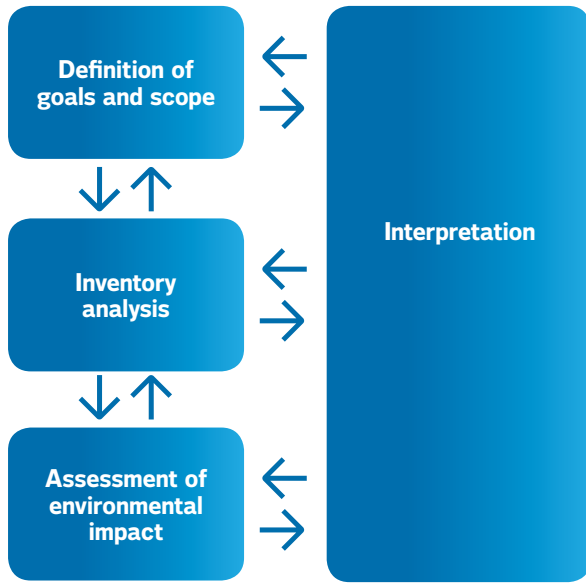 Definition of
goals and scope
Interpretation
Inventory
analysis
Assessment of
environmental
impact